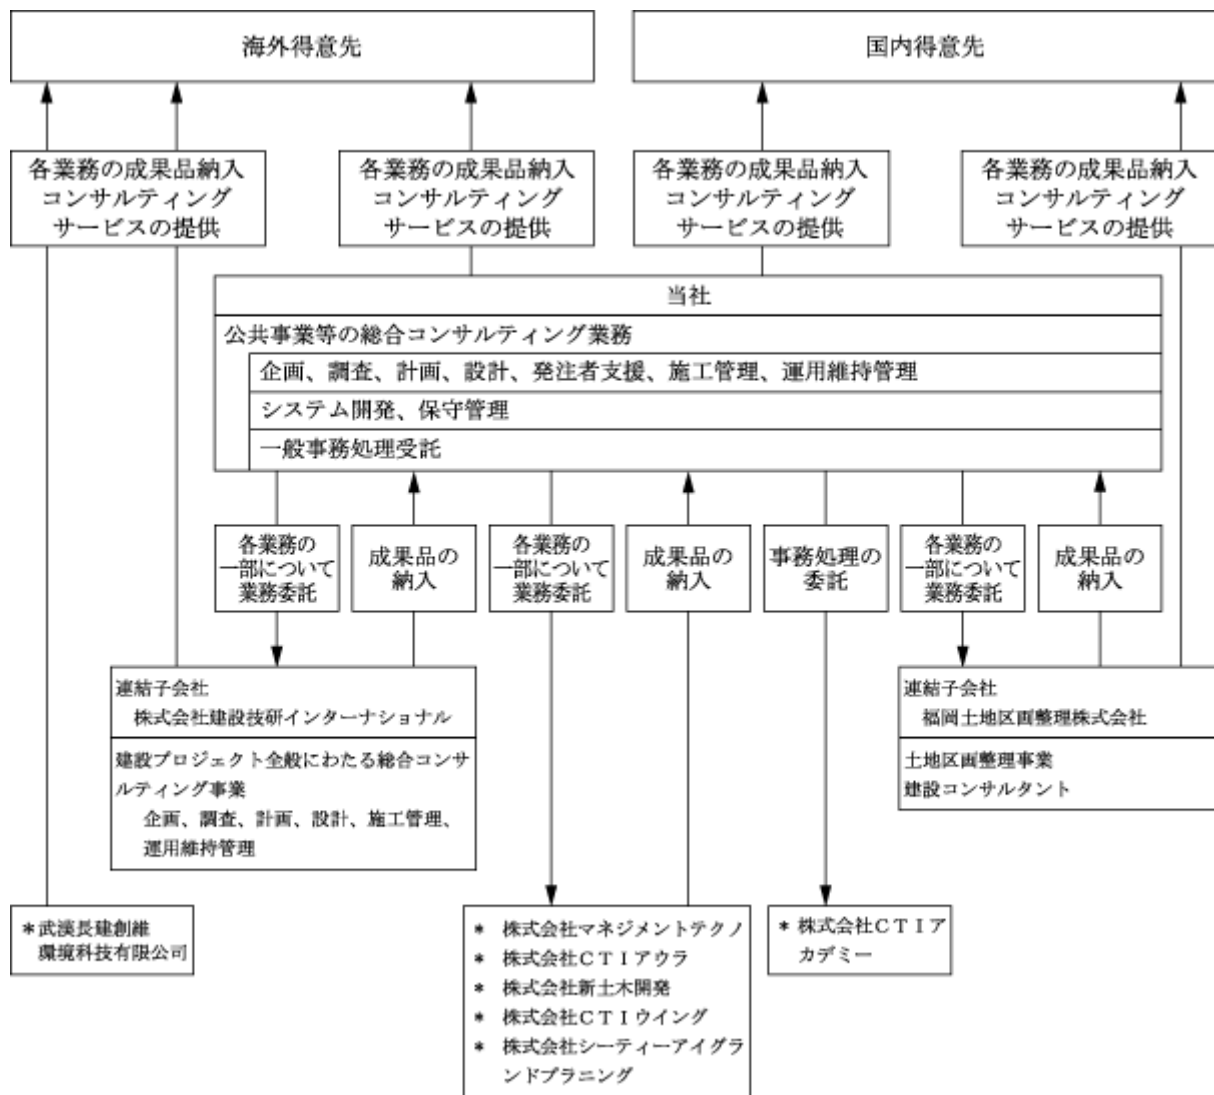 海外得意先
国内得意先
各業務の成果品納入
コンサルティング
サービスの提供
各業務の成果品納入
コンサルティング
サービスの提供
各業務の成果品納入
コンサルティング
サービスの提供
各業務の成果品納入
コンサルティング
サービスの提供
当社
公共事業等の総合コンサルティング業務
企画、調査、計画、設計、発注者支援、施工管理、運用維持管理
システム開発、保守管理
一般事務処理受託
各業務の
一部について
業務委託
成果品の
納入
各業務の
一部について
業務委託
成果品の
納入
事務処理の
委託
各業務の
一部について
業務委託
成果品の
納入
連結子会社
株式会社建設技研インターナショナル
建設プロジェクト全般にわたる総合コンサ
ルティング事業
企画、調査、計画、設計、施工管理、
運用維持管理
連結子会社
福岡土地区画整理株式会社
土地区画整理事業
建設コンサルタント
*武漢長建創維
環境科技有限公司
* 株式会社マネジメントテクノ
* 株式会社CTIアウラ
* 株式会社新土木開発
* 株式会社CTIウイング
* 株式会社シーティーアイグラ
ンドプラニング
* 株式会社CTIア
カデミー